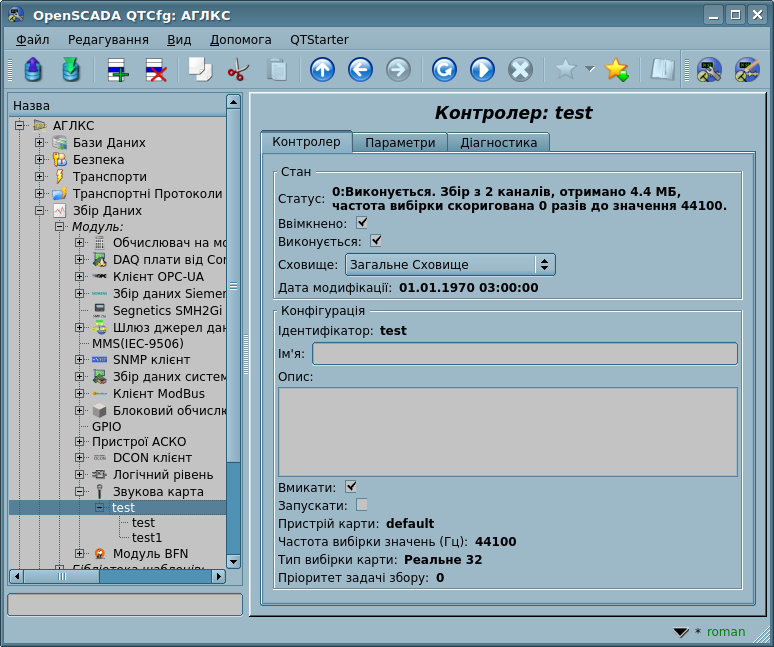 OpenSCADA QTCfg: АГЛКС
Файл Редагування Вид Допомога QTStarter
Назва
АГЛКС
Бази Даних
Безпека
Транспорти
Транспортні Протоколи
Збір Даних
Модуль:
Обчислювач на мо
DAQ плати від Con
Клієнт OPC-UA
Збір даних Siemen
Segnetics SMH2Gi
Шлюз джерел дан
MMS(IEC-9506)
SNMP клієнт
Збір даних систем
Клієнт ModBus
Блоковий обчислю
GPIO
Пристрої АСКО
DCON клієнт
Логічний рівень
Звукова карта
test
test
test1
Модуль BFN
Бібліотека шаблонів:
Контролер: test
Контролер Параметри Діагностика
Стан
Статус: 0:Виконується. Збір з 2 каналів, отримано 4.4 МБ,
частота вибірки скоригована 0 разів до значення 44100.
Ввімкнено:
Виконується:
Сховище: Загальне Сховище
Дата модифікації: 01.01.1970 03:00:00
Конфігурація
Ідентифікатор: test
Ім'я:
Опис:
Вмикати:
Запускати:
Пристрій карти: default
Частота вибірки значень (Гц): 44100
Тип вибірки карти: Реальне 32
Пріоритет задачі збору: 0
* roman